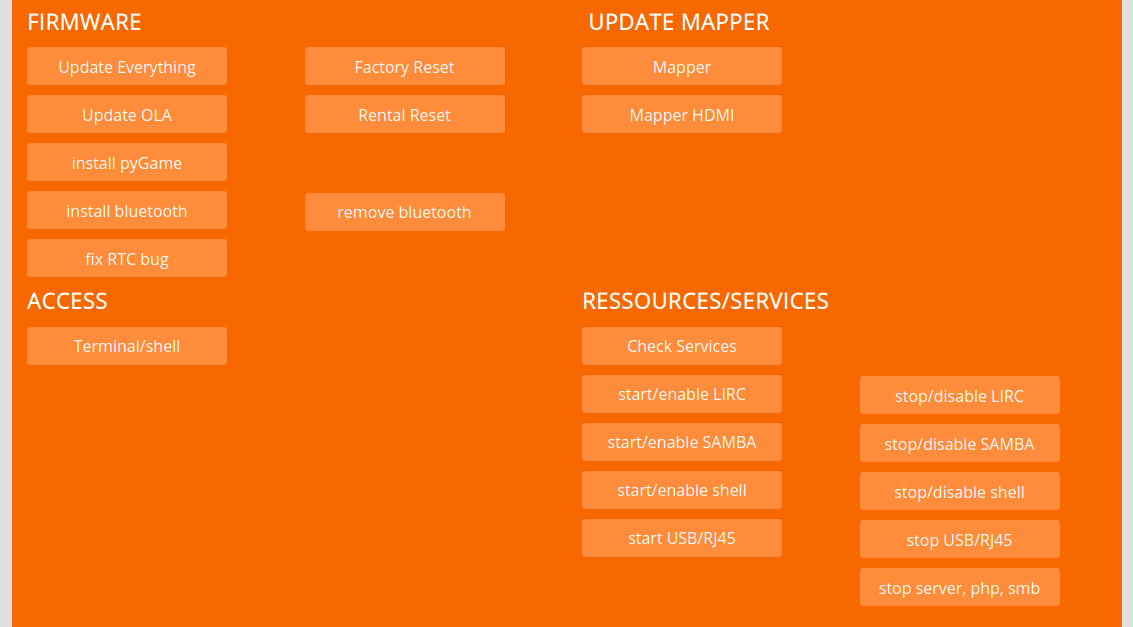 FIRMWARE
Update Everything
Update OLA
install pyGame
install bluetooth
fix RTC bug
Factory Reset
Rental Reset
remove bluetooth
UPDATE MAPPER
Mapper
Mapper HDMI
ACCESS
Terminal/shell
RESSOURCES/SERVICES
Check Services
start/enable LIRC
start/enable SAMBA
start/enable shell
start USB/RJ45
stop/disable LIRC
stop/disable SAMBA
stop/disable shell
stop USB/RJ45
stop server, php, smb